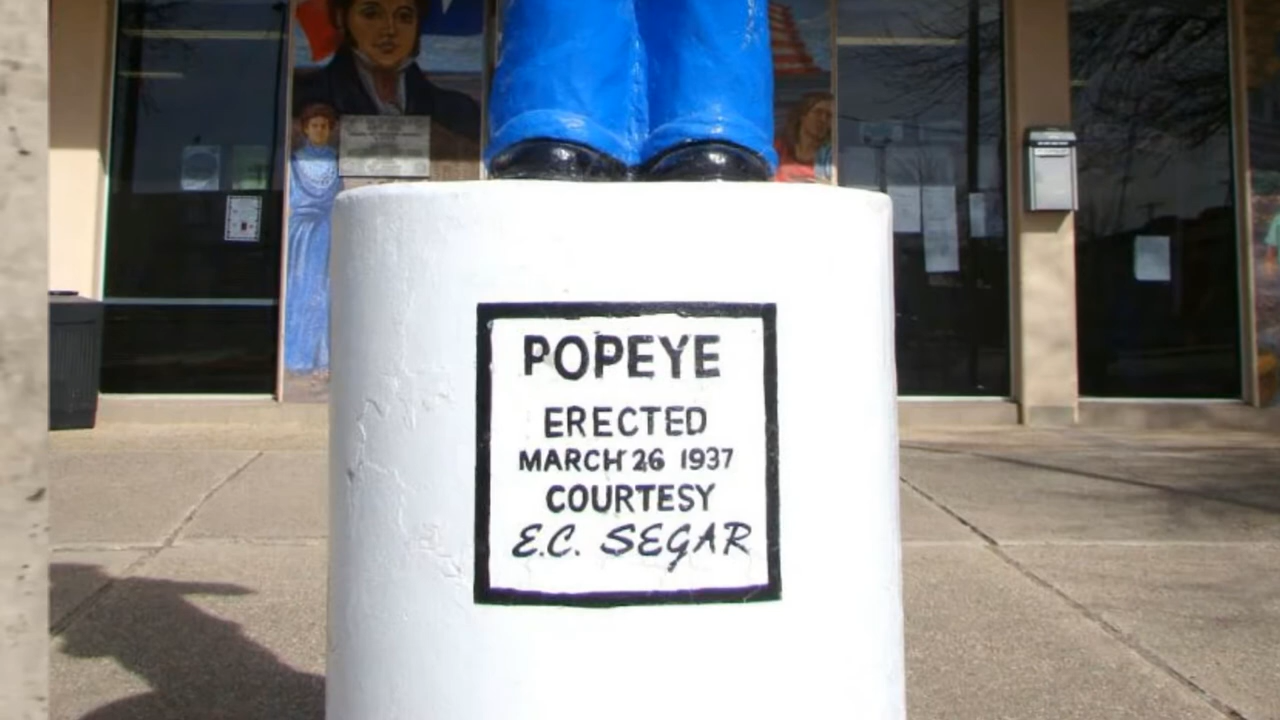 POPEYE
ERECTED
MARCH 26 1937
COURTESY
E.C. SEGAR